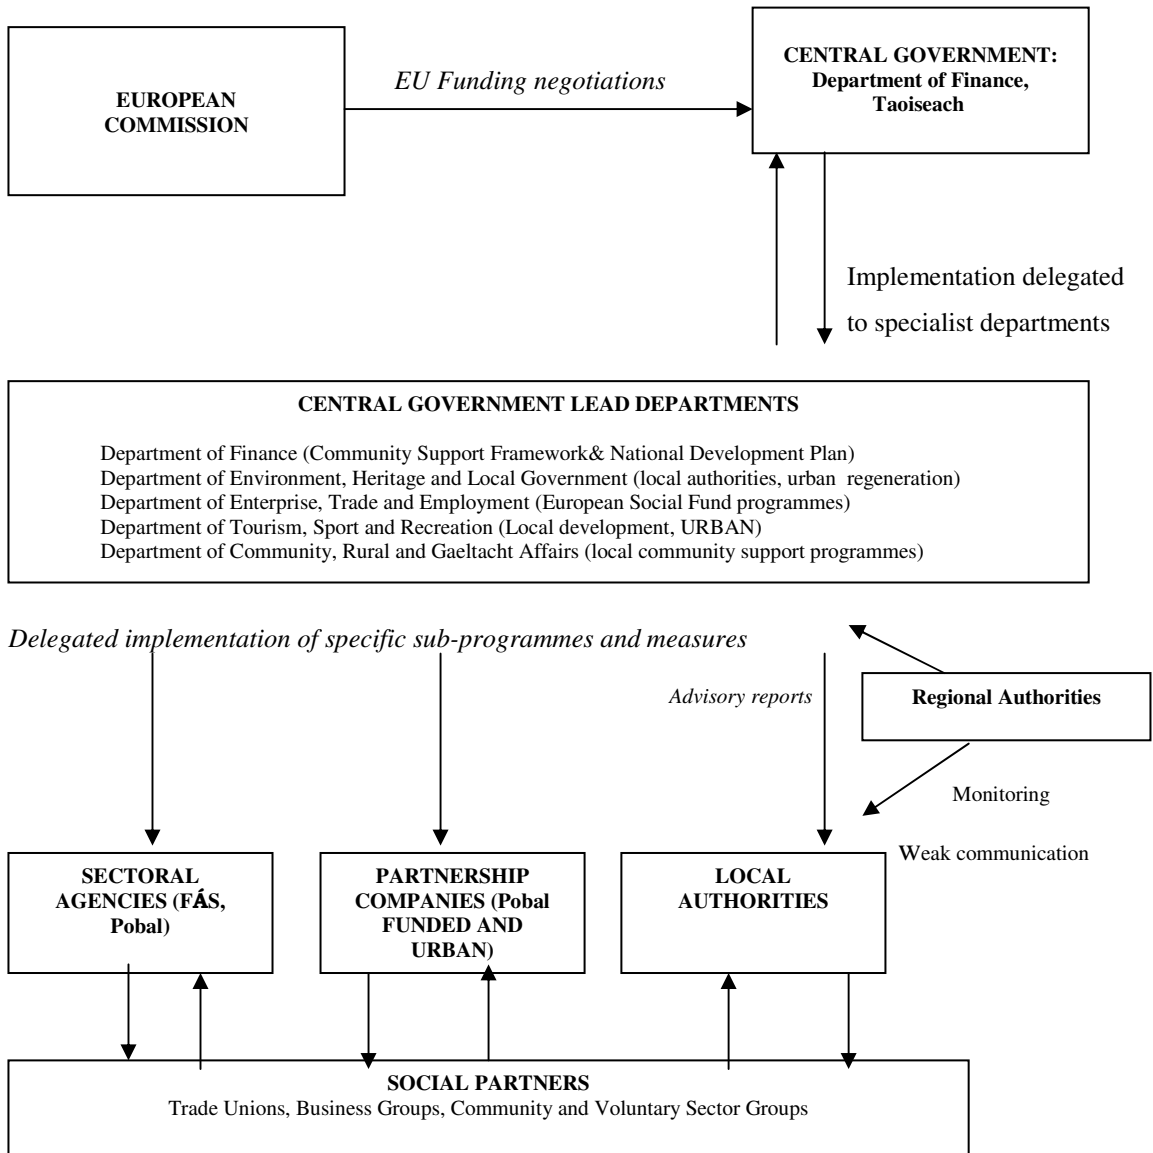 EUROPEAN
COMMISSION
EU Funding negotiations
CENTRAL GOVERNMENT:
Department of Finance,
Taoiseach
Implementation delegated
to specialist departments
CENTRAL GOVERNMENT LEAD DEPARTMENTS
Department of Finance (Community Support Framework& National Development Plan)
Department of Environment, Heritage and Local Government (local authorities, urban regeneration)
Department of Enterprise, Trade and Employment (European Social Fund programmes)
Department of Tourism, Sport and Recreation (Local development, URBAN)
Department of Community, Rural and Gaeltacht Affairs (local community support programmes)
Delegated implementation of specific sub-programmes and measures
Advisory reports
Regional Authorities
Monitoring
Weak communication
SECTORAL
AGENCIES (FÁS,
Pobal)
PARTNERSHIP
COMPANIES (Pobal
FUNDED AND
URBAN)
LOCAL
AUTHORITIES
SOCIAL PARTNERS
Trade Unions, Business Groups, Community and Voluntary Sector Groups